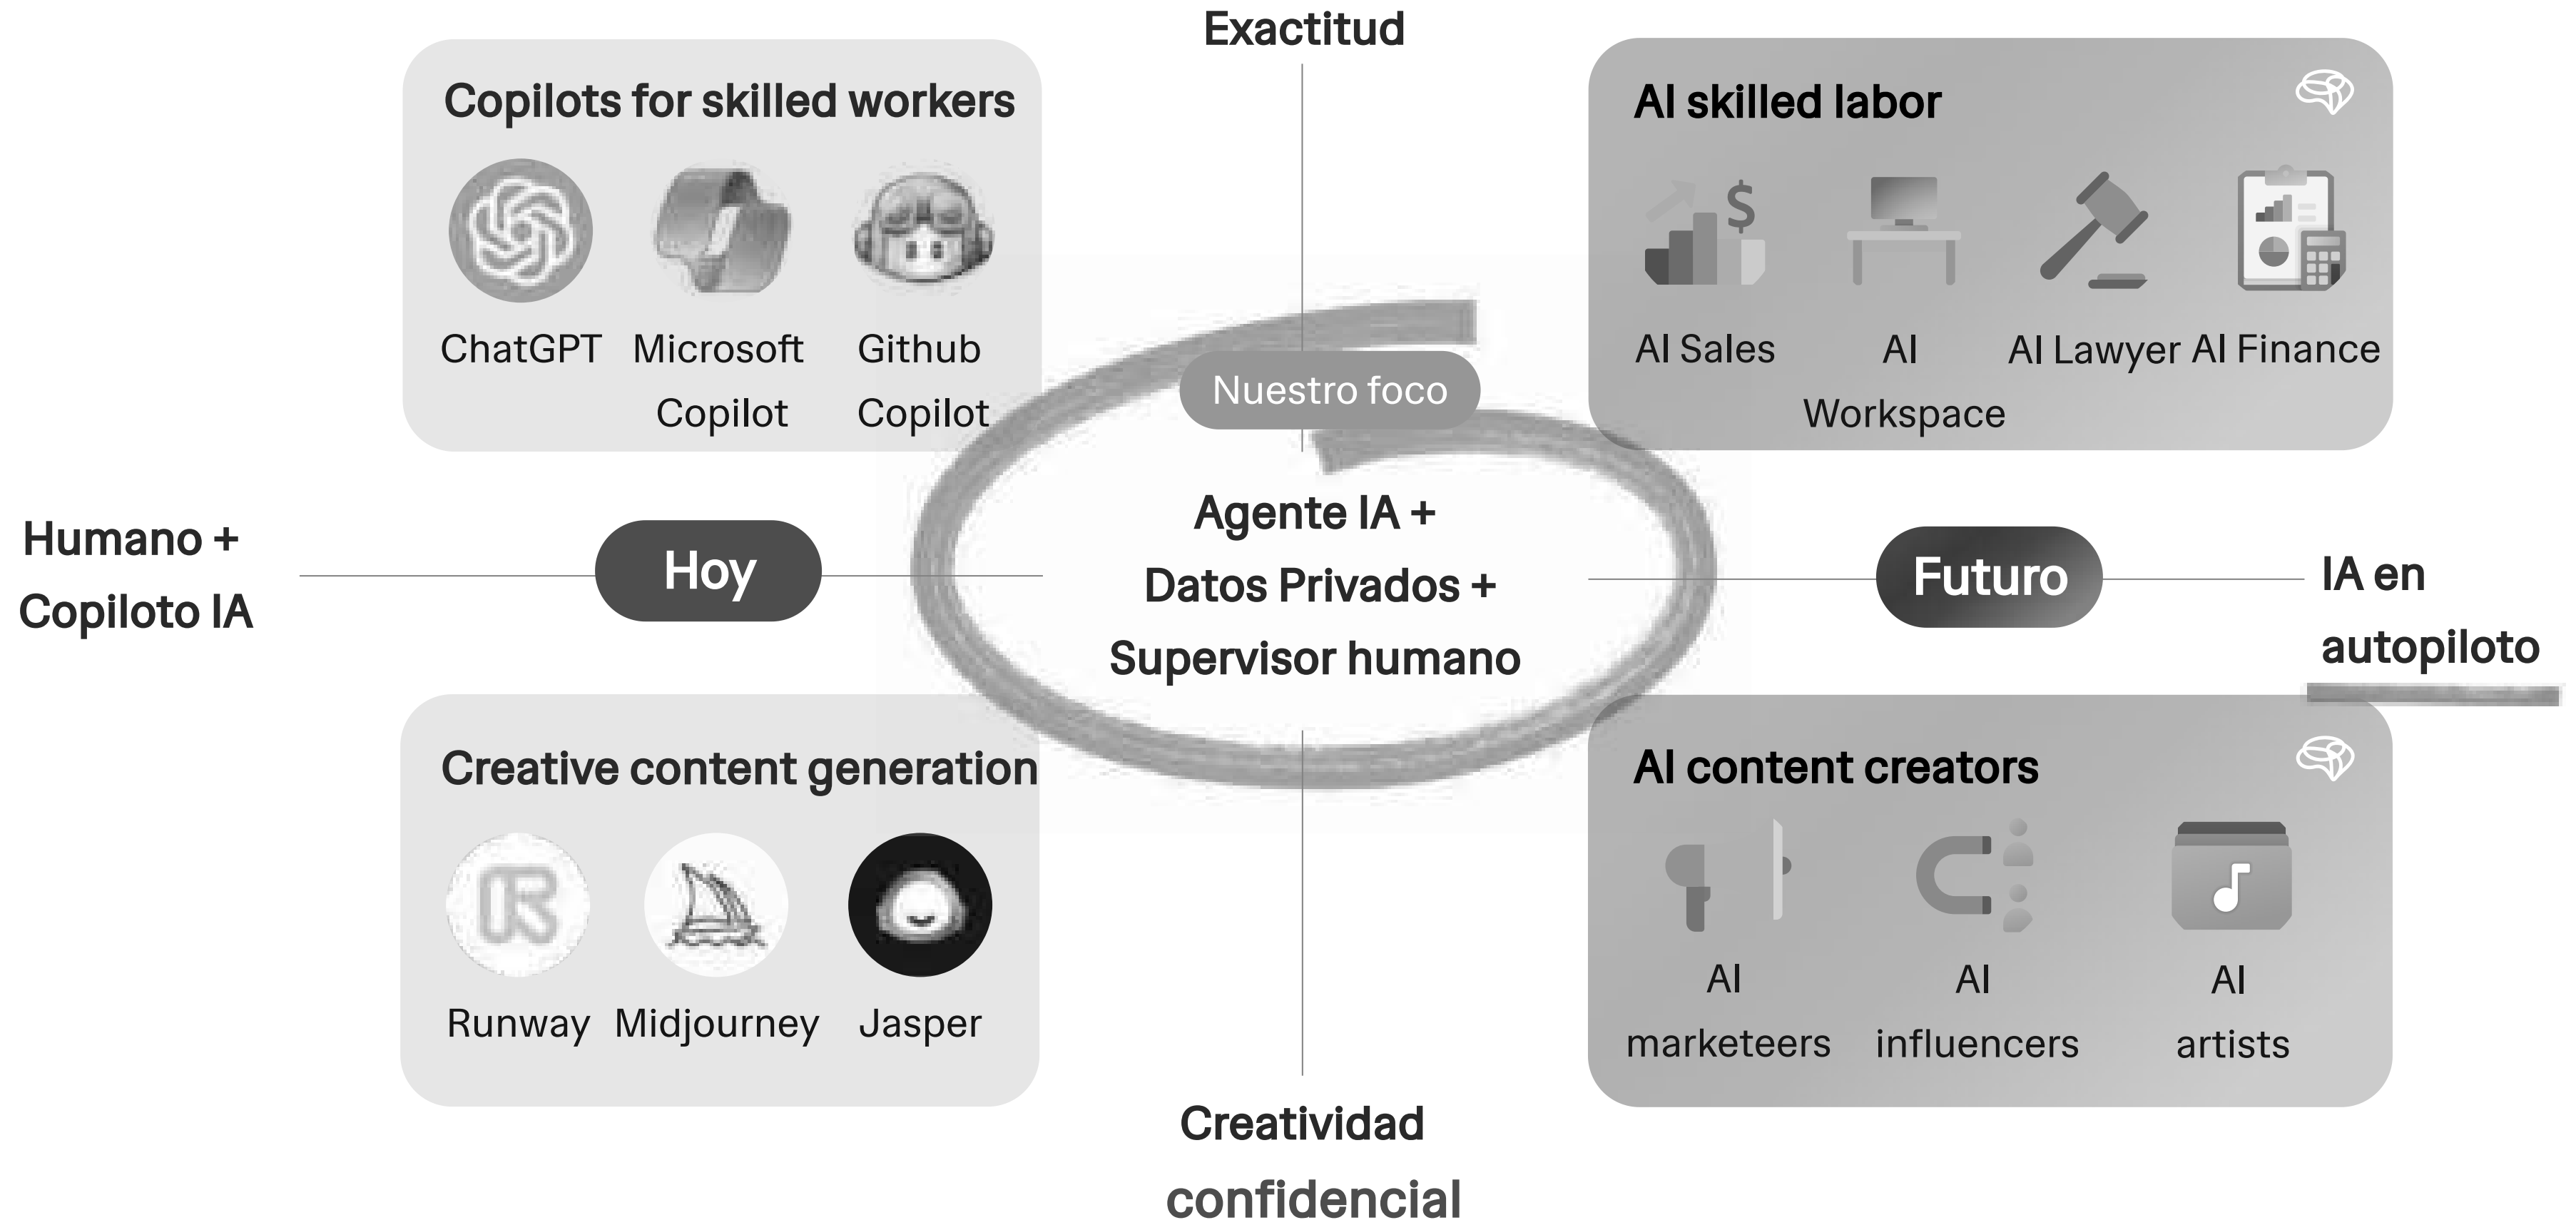 Exactitud
Copilots for skilled workers
ChatGPT
Microsoft
Copilot
Github
Copilot
AI skilled labor
AI Sales
AI
Workspace
AI Lawyer
AI Finance
Nuestro foco
Agente IA +
Datos Privados +
Supervisor humano
Humano +
Copiloto IA
Hoy
Futuro
IA en
autopiloto
Creative content generation
Runway
Midjourney
Jasper
AI content creators
AI
marketeers
AI
influencers
AI
artists
Creatividad
confidencial